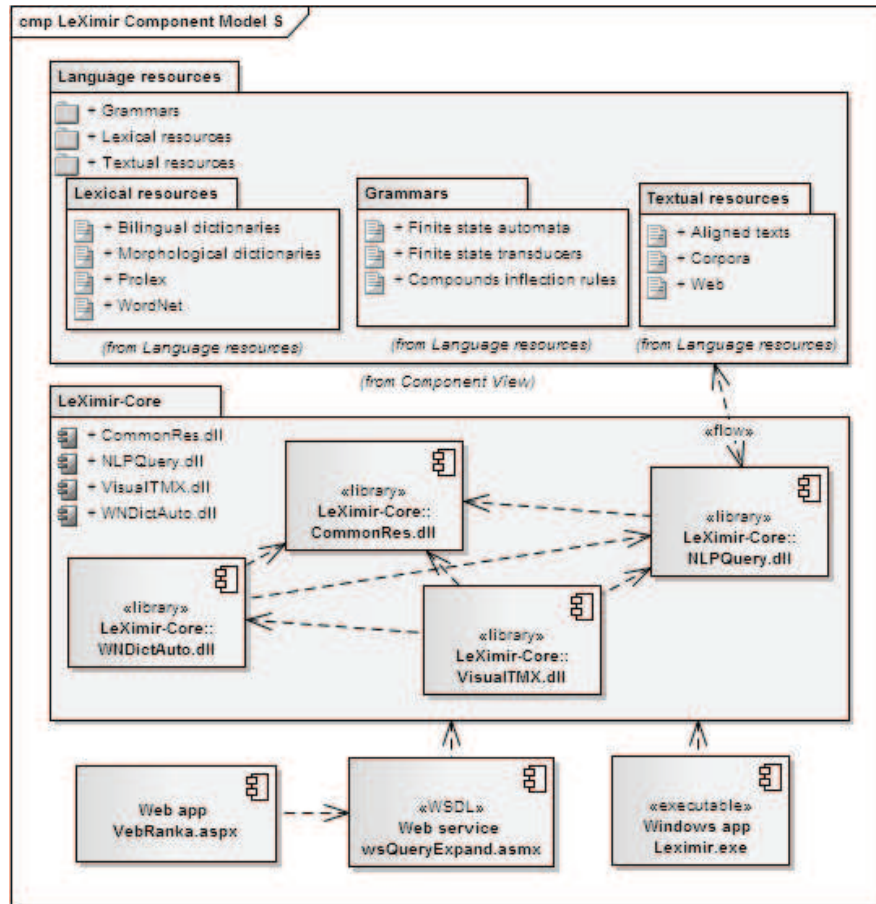 cmp LeXimir Component Model S
Language resources
+ Grammars
+ Lexical resources
+ Textual resources
Lexical resources
+ Bilingual dictionaries
+ Morphological dictionaries
+ Prolex
+ WordNet
(from Language resources)
Grammars
+ Finite state automata
+ Finite state transducers
+ Compounds inflection rules
(from Language resources)
Textual resources
+ Aligned texts
+ Corpora
+ Web
(from Language resources)
(from Component View)
LeXimir-Core
+ CommonRes.dll
+ NLPQuery.dll
+ VisualTMX.dll
+ WNDictAuto.dll
«flow»
«library»
LeXimir-Core::
CommonRes.dll
«library»
LeXimir-Core::
NLPQuery.dll
«library»
LeXimir-Core::
WNDictAuto.dll
«library»
LeXimir-Core::
VisualTMX.dll
Web app
VebRanka.aspx
«WSDL»
Web service
wsQueryExpand.asmx
«executable»
Windows app
Leximir.exe